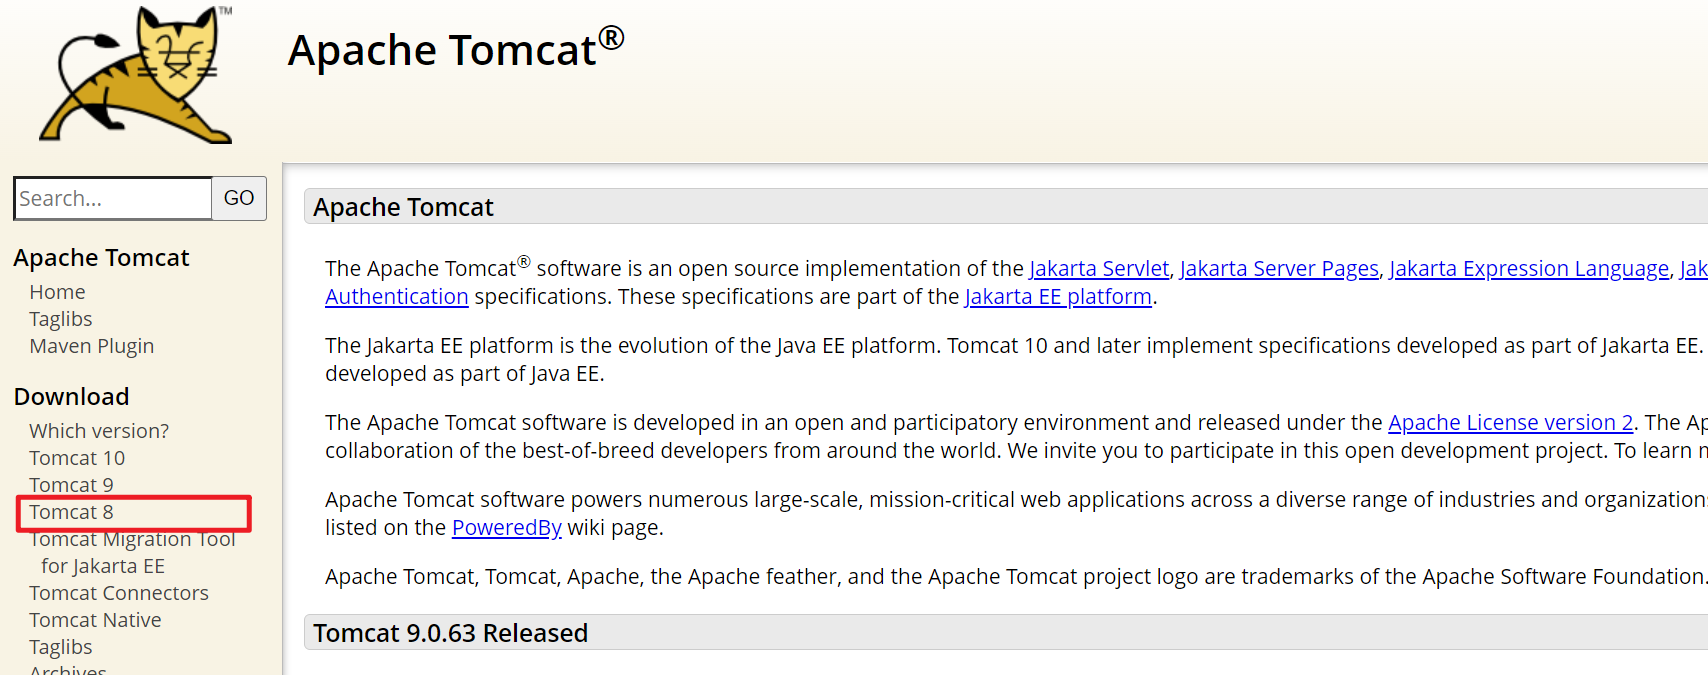 TM
Apache Tomcat®
Search...
GO
Apache Tomcat
Home
Taglibs
Maven Plugin
Download
Which version?
Tomcat 10
Tomcat 9
Tomcat 8
Tomcat Migration Tool
for Jakarta EE
Tomcat Connectors
Tomcat Native
Taglibs
Archives
Apache Tomcat
The Apache Tomcat® software is an open source implementation of the Jakarta Servlet, Jakarta Server Pages, Jakarta Expression Language, Jak
Authentication specifications. These specifications are part of the Jakarta EE platform.
The Jakarta EE platform is the evolution of the Java EE platform. Tomcat 10 and later implement specifications developed as part of Jakarta EE.
developed as part of Java EE.
The Apache Tomcat software is developed in an open and participatory environment and released under the Apache License version 2. The Ap
collaboration of the best-of-breed developers from around the world. We invite you to participate in this open development project. To learn
Apache Tomcat software powers numerous large-scale, mission-critical web applications across a diverse range of industries and organization
listed on the PoweredBy wiki page.
Apache Tomcat, Tomcat, Apache, the Apache feather, and the Apache Tomcat project logo are trademarks of the Apache Software Foundation.
Tomcat 9.0.63 Released